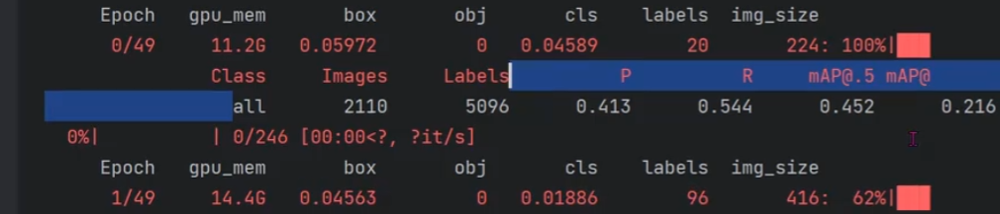 Epoch gpu_mem box obj cls labels img_size
0/49 11.2G 0.05972 0 0.04589 20 224: 100%|
Class Images Labels P R mAP@.5 mAP@
all 2110 5096 0.413 0.544 0.452 0.216
0%| | 0/246 [00:00<?, ?it/s]
Epoch gpu_mem box obj cls labels img_size
1/49 14.4G 0.04563 0 0.01886 96 416: 62%|